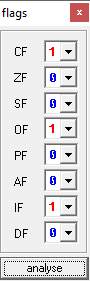 flags
CF 1
ZF 0
SF 0
OF 1
PF 0
AF 0
IF 1
DF 0
analyse